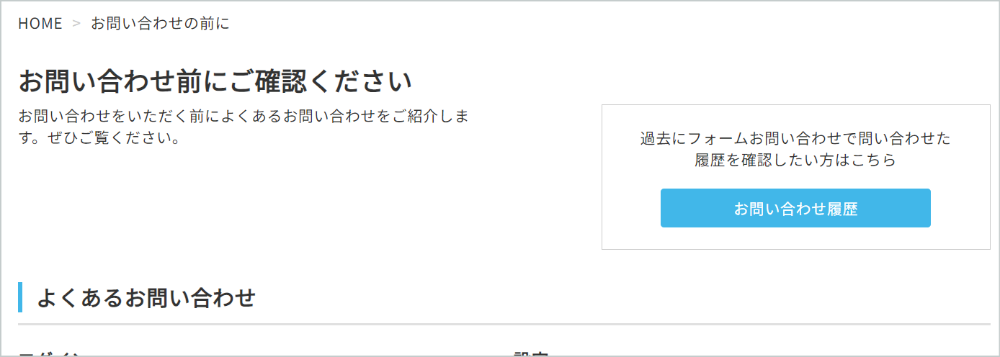 HOME > お問い合わせの前に
お問い合わせ前にご確認ください
お問い合わせをいただく前によくあるお問い合わせをご紹介しま
す。ぜひご覧ください。
過去にフォームお問い合わせで問い合わせた
履歴を確認したい方はこちら
お問い合わせ履歴
よくあるお問い合わせ